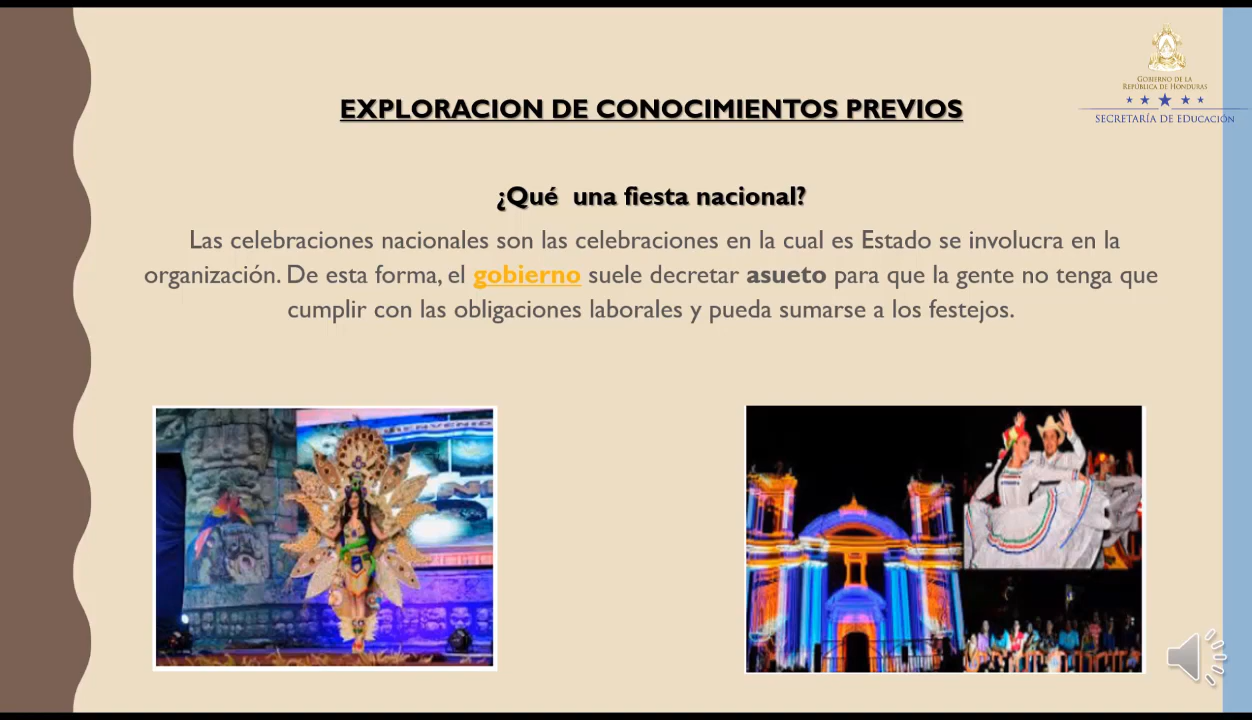 GOBIERNO DE LA
REPÚBLICA DE HONDURAS
SECRETARÍA DE EDUCACIÓN
EXPLORACION DE CONOCIMIENTOS PREVIOS
¿Qué  una fiesta nacional?
Las celebraciones nacionales son las celebraciones en la cual es Estado se involucra en la
organización. De esta forma, el gobierno suele decretar asueto para que la gente no tenga que
cumplir con las obligaciones laborales y pueda sumarse a los festejos.